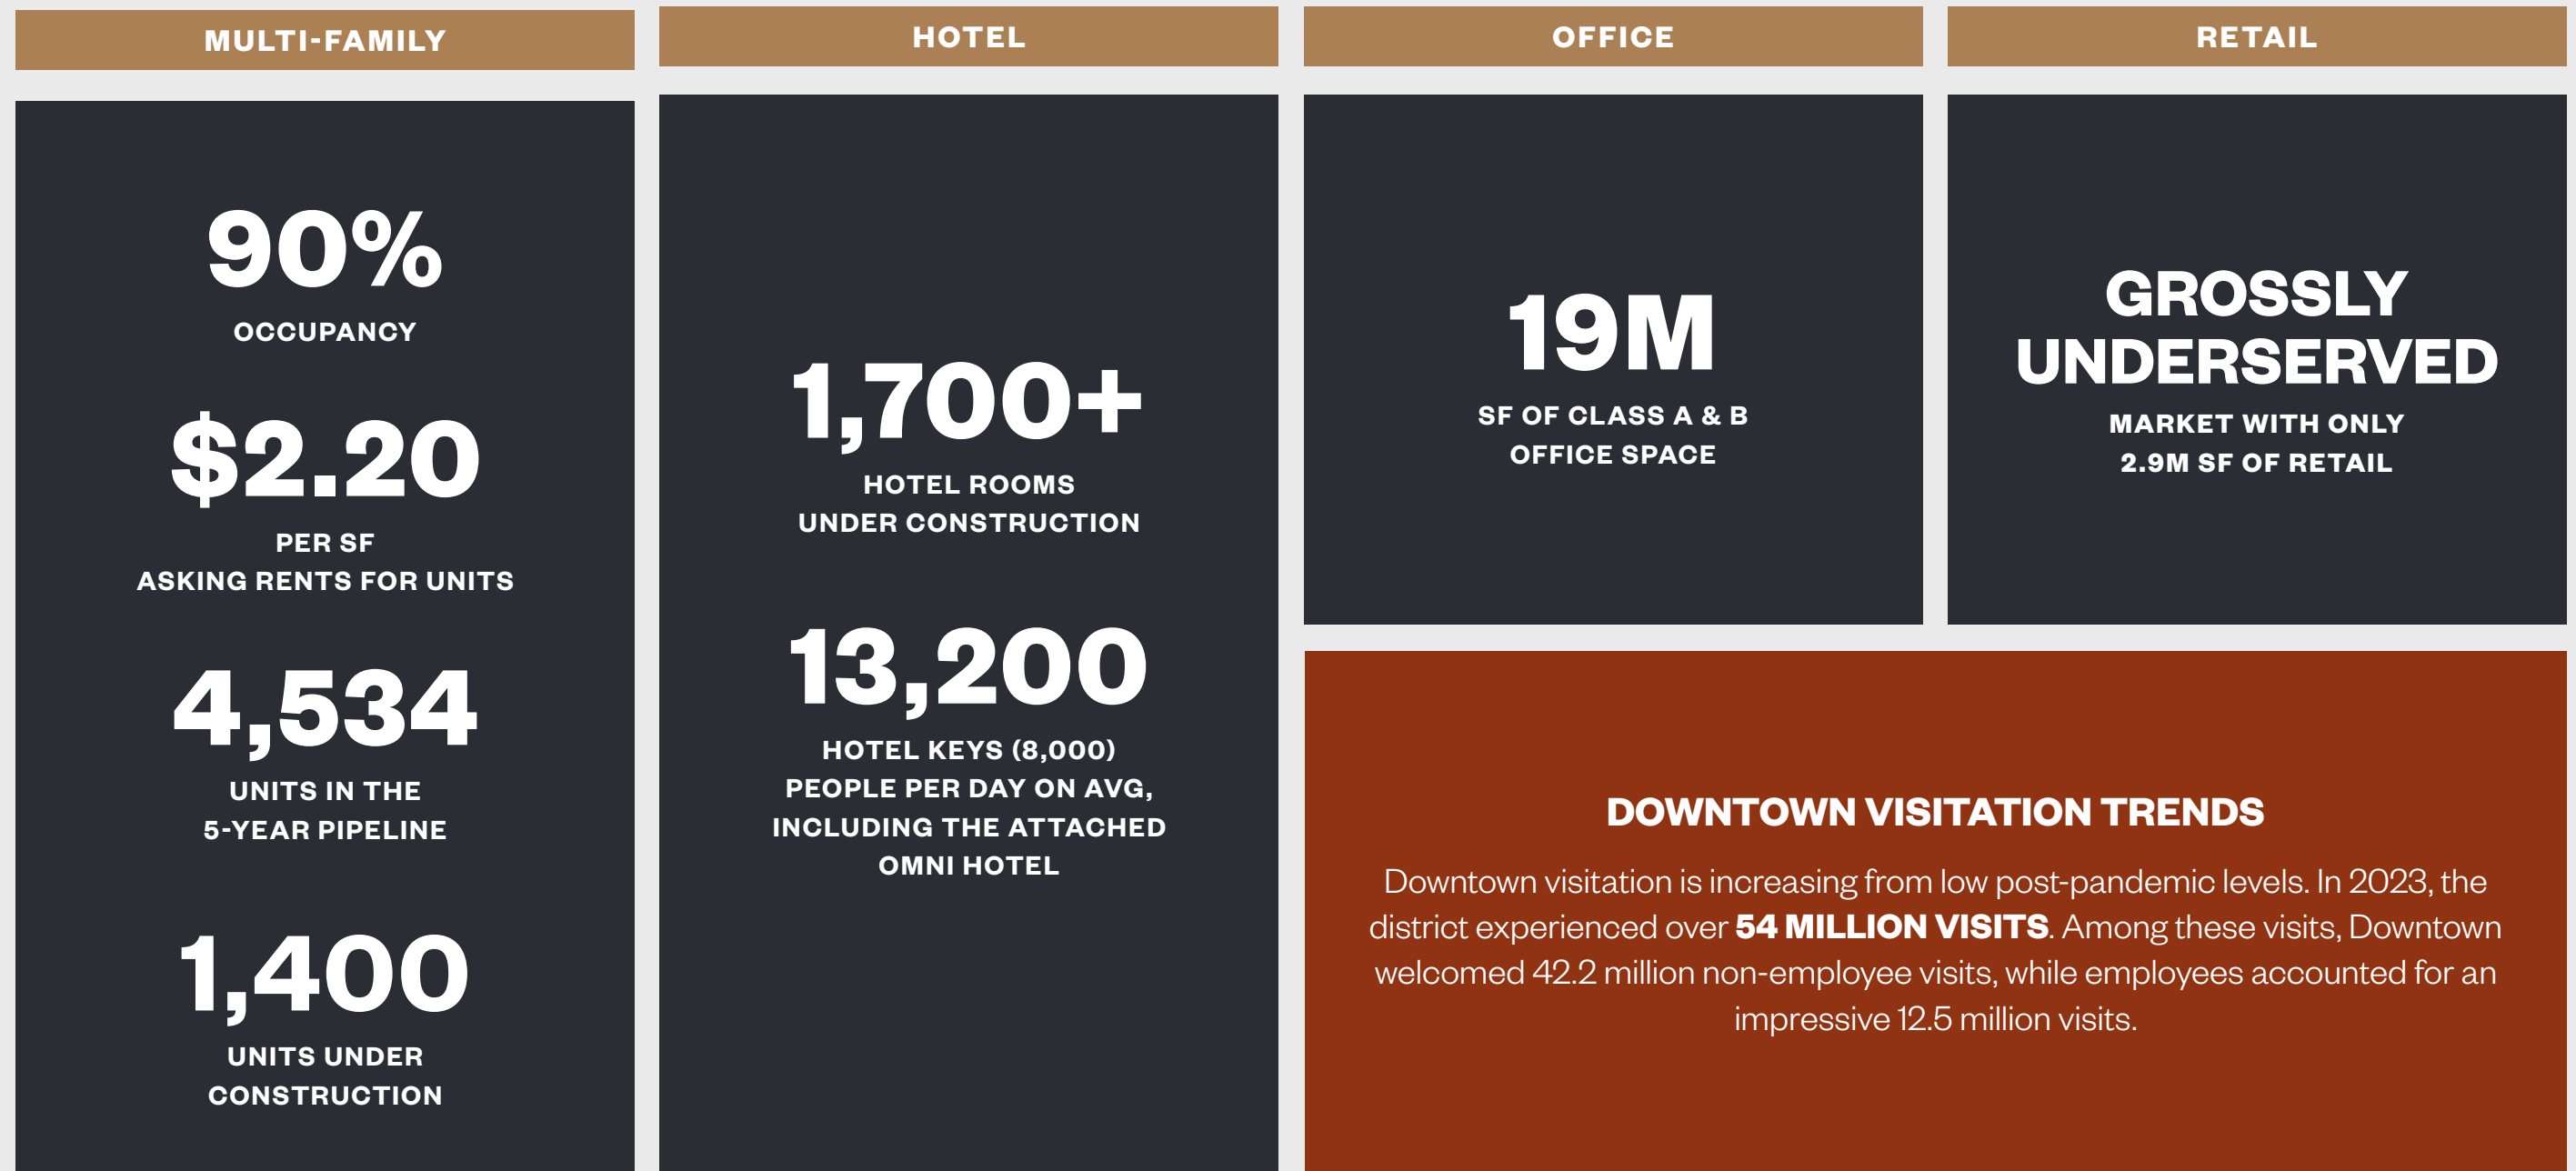 MULTI-FAMILY
90%
OCCUPANCY
$2.20
PER SF
ASKING RENTS FOR UNITS
4,534
UNITS IN THE
5-YEAR PIPELINE
1,400
UNITS UNDER
CONSTRUCTION
HOTEL
1,700+
HOTEL ROOMS
UNDER CONSTRUCTION
13,200
HOTEL KEYS (8,000)
PEOPLE PER DAY ON AVG,
INCLUDING THE ATTACHED
OMNI HOTEL
OFFICE
19M
SF OF CLASS A & B
OFFICE SPACE
RETAIL
GROSSLY
UNDERSERVED
MARKET WITH ONLY
2.9M SF OF RETAIL
DOWNTOWN VISITATION TRENDS
Downtown visitation is increasing from low post-pandemic levels. In 2023, the
district experienced over 54 MILLION VISITS. Among these visits, Downtown
welcomed 42.2 million non-employee visits, while employees accounted for an
impressive 12.5 million visits.